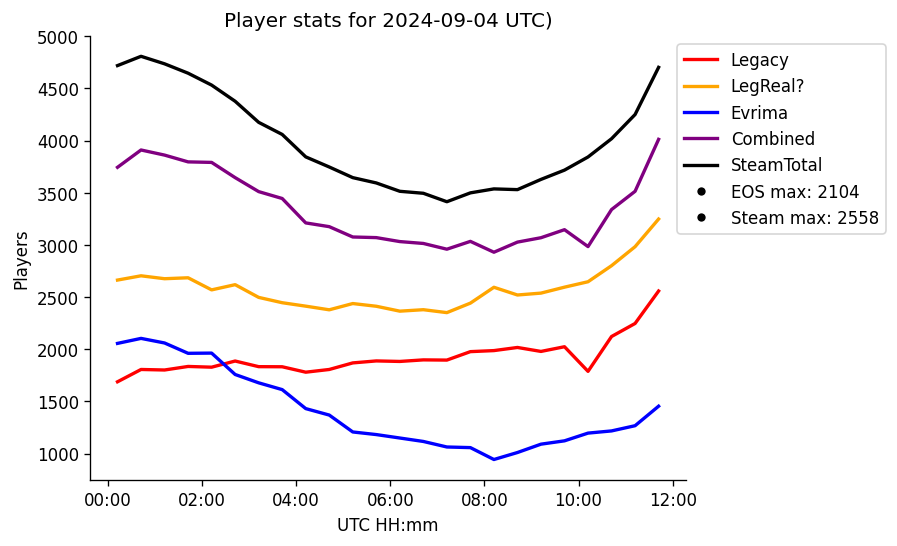 Player stats for 2024-09-04 UTC)
5000
4500
4000
3500
3000
2500
2000
1500
1000
Players
00:00 02:00 04:00 06:00 08:00 10:00 12:00
UTC HH:mm
Legacy
LegReal?
Evrima
Combined
SteamTotal
EOS max: 2104
Steam max: 2558